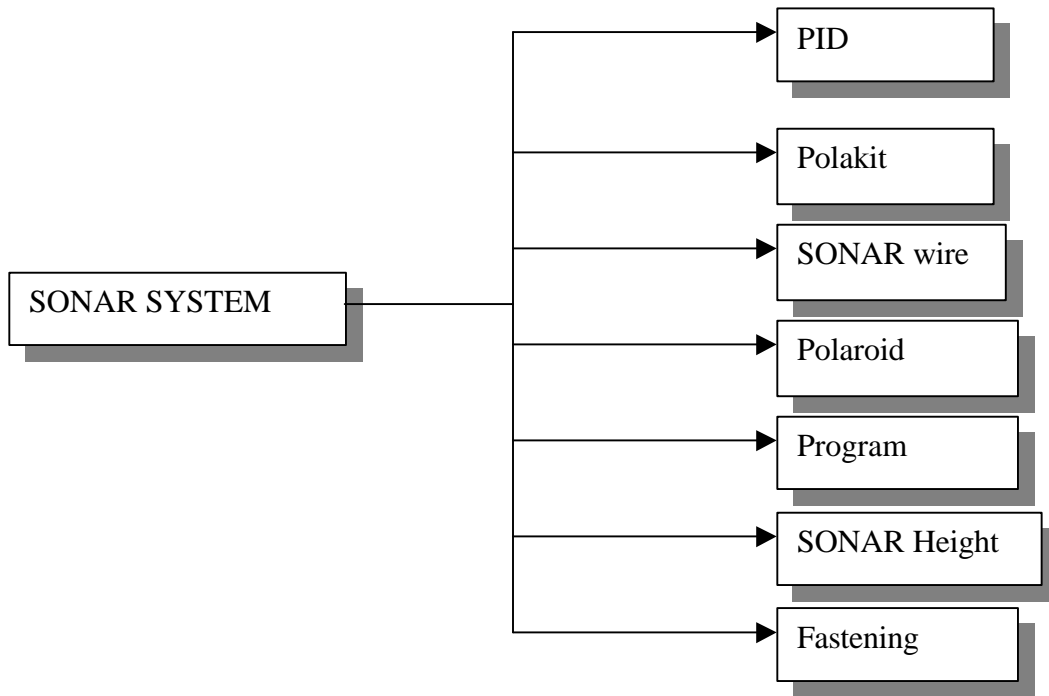 PID
Polakit
SONAR wire
SONAR SYSTEM
Polaroid
Program
SONAR Height
Fastening